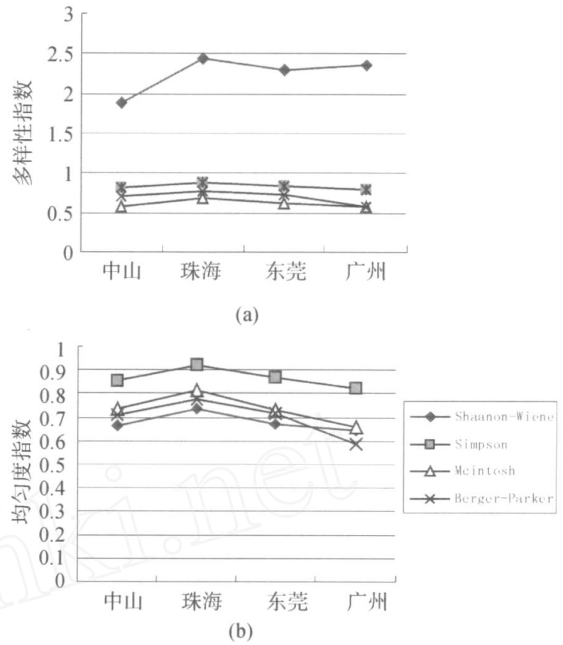 3
2.5
2
1.5
1
0.5
0
多样性指数
中山 珠海 东莞 广州
(a)
1
0.9
0.8
0.7
0.6
0.5
0.4
0.3
0.2
0.1
0
均匀度指数
中山 珠海 东莞 广州
(b)
Shaanon-Wiene
Simpson
Mcintosh
Berger-Parker
nki.net